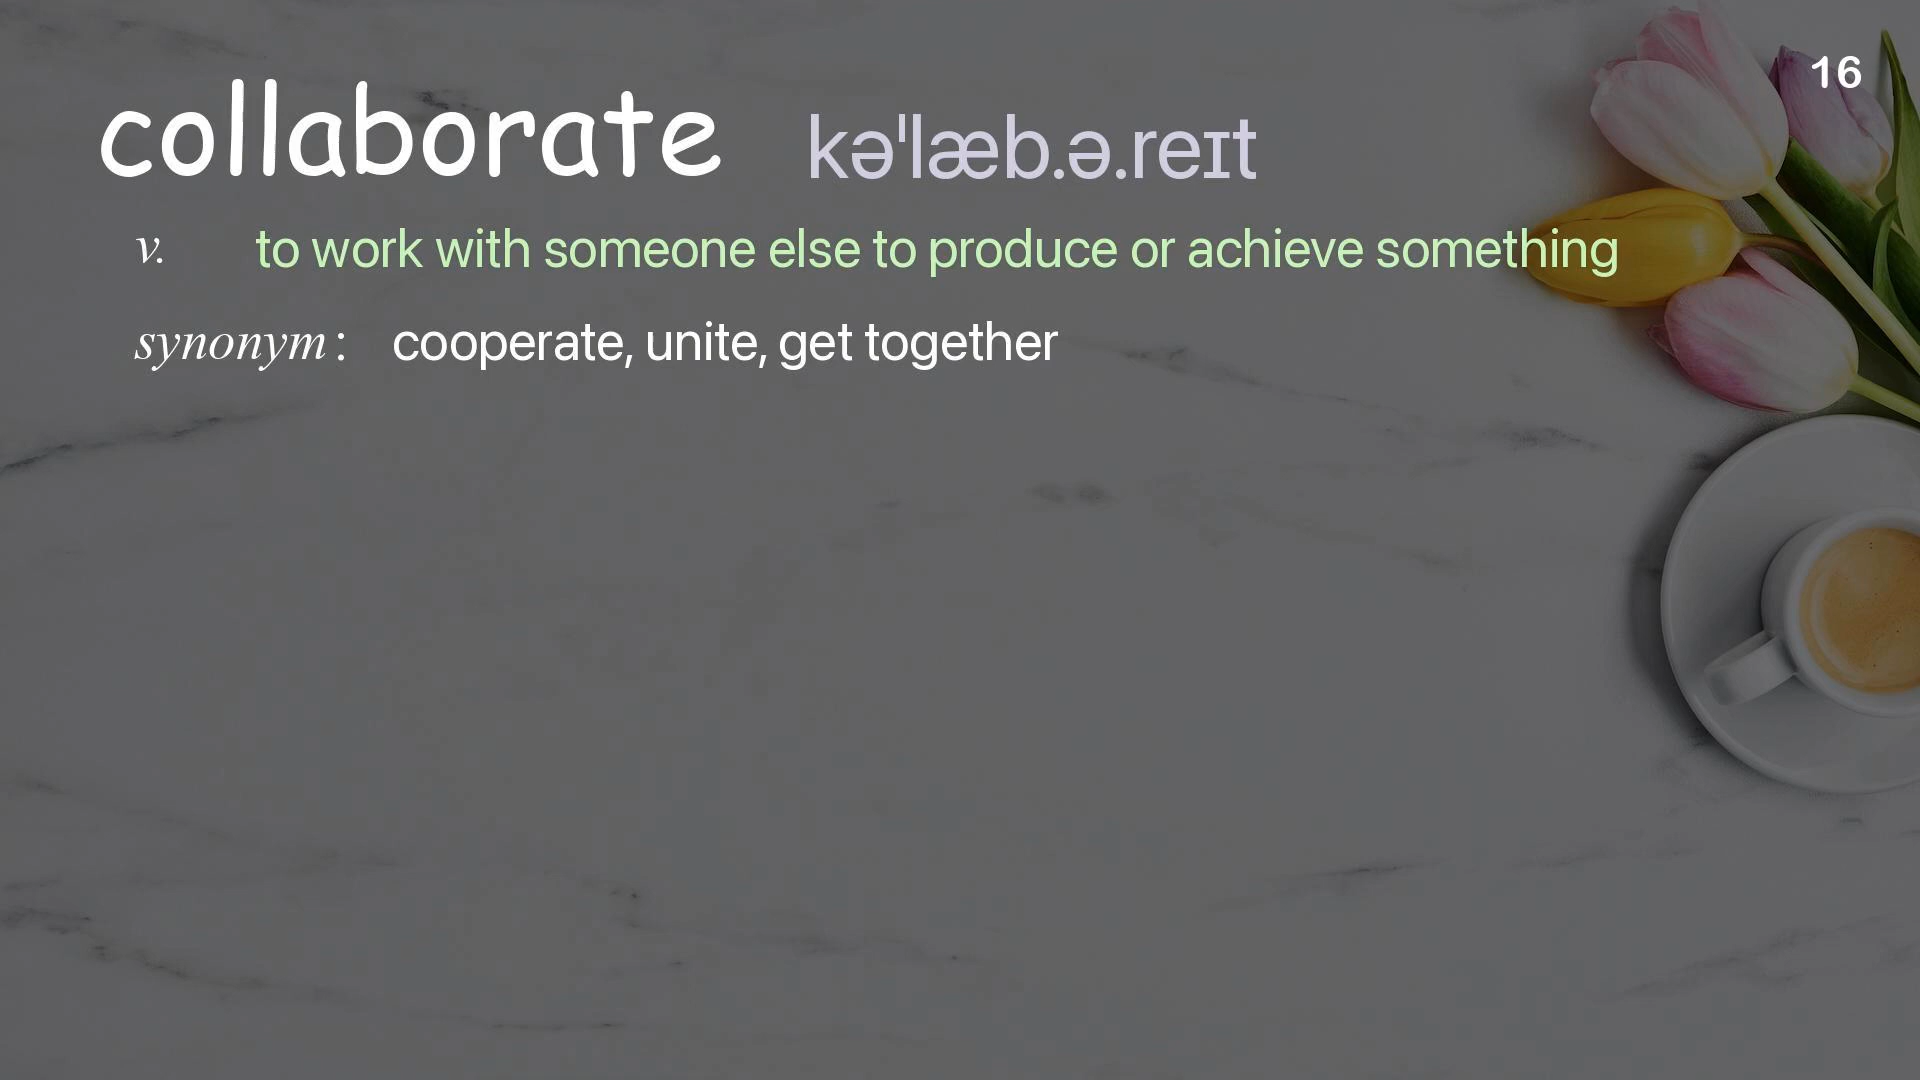 16
collaborate kə'læb.ə.reɪt
v. to work with someone else to produce or achieve something
synonym: cooperate, unite, get together